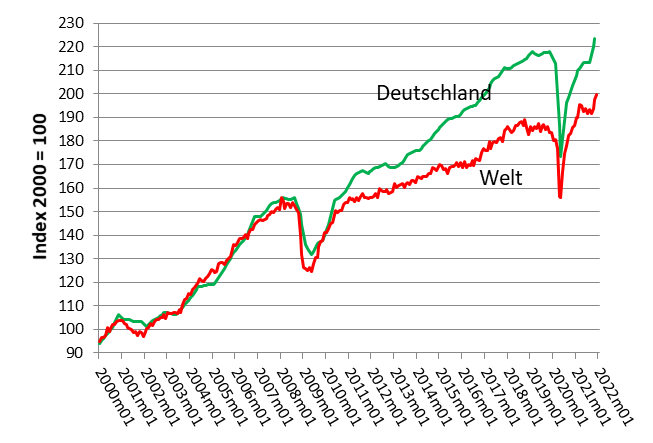 Index 2000 = 100
230
220
210
200
190
180
170
160
150
140
130
120
110
100
90
Deutschland
Welt
2000m01
2001m01
2002m01
2003m01
2004m01
2005m01
2006m01
2007m01
2008m01
2009m01
2010m01
2011m01
2012m01
2013m01
2014m01
2015m01
2016m01
2017m01
2018m01
2019m01
2020m01
2021m01
2022m01